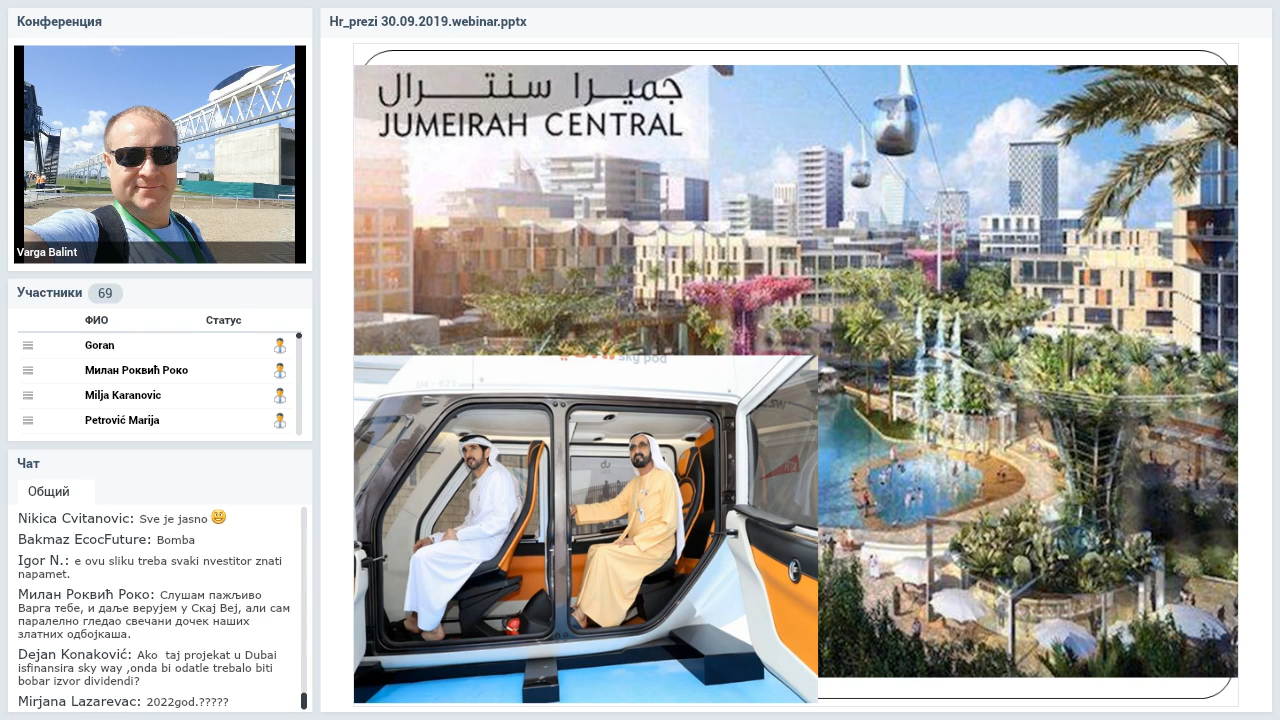 Конференция
Varga Balint
Участники 69
ФИО Статус
Goran
Милан Роквић Роко
Milja Karanovic
Petrović Marija
Чат
Общий
Nikica Cvitanovic: Sve je jasno
Bakmaz EcocFuture: Bomba
Igor N.: e ovu sliku treba svaki nvestitor znati
napamet.
Милан Роквић Роко: Слушам пажљиво
Варга тебе, и даље верујем у Скај Веј, али сам
паралелно гледао свечани дочек наших
златних одбојкаша.
Dejan Konaković: Ako  taj projekat u Dubai
isfinansira sky way ,onda bi odatle trebalo biti
bobar izvor dividendi?
Mirjana Lazarevac: 2022god.?????
Hr_prezi 30.09.2019.webinar.pptx
جميرا سنترال
JUMEIRAH CENTRAL
sky pod